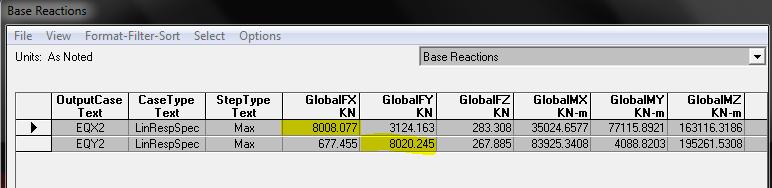 Base Reactions
File View Format-Filter-Sort Select Options
Units: As Noted Base Reactions
OutputCase CaseType StepType GlobalFX GlobalFY GlobalFZ GlobalMX GlobalMY GlobalMZ
Text Text Text KN KN KN KN-m KN-m KN-m
EQX2 LinRespSpec Max 8008.077 3124.163 283.308 35024.6577 77115.8921 163116.3186
EQY2 LinRespSpec Max 677.455 8020.245 267.885 83925.3408 4088.8203 195261.5308